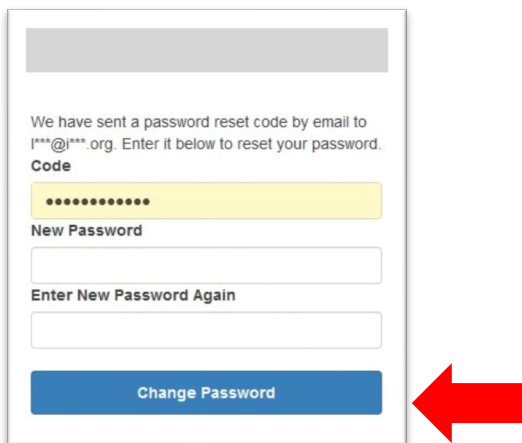 We have sent a password reset code by email to
l***@i***.org. Enter it below to reset your password.
Code
••••••••••••
New Password
Enter New Password Again
Change Password